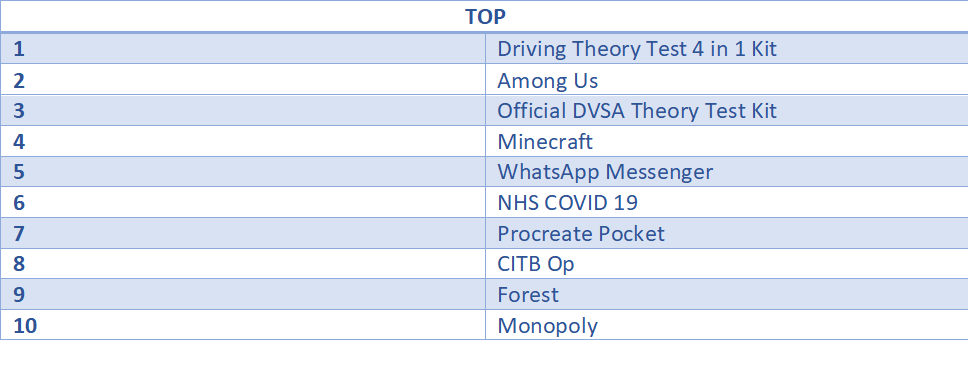 TOP
1 Driving Theory Test 4 in 1 Kit
2 Among Us
3 Official DVSA Theory Test Kit
4 Minecraft
5 WhatsApp Messenger
6 NHS COVID 19
7 Procreate Pocket
8 CITB Op
9 Forest
10 Monopoly